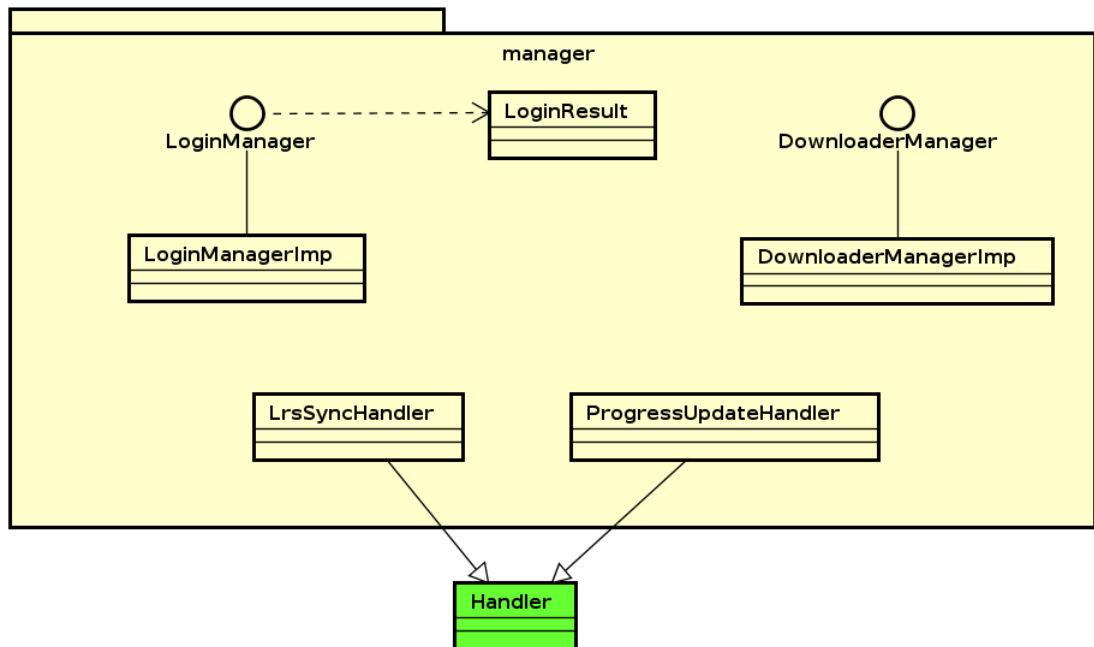 manager
LoginManager
LoginResult
DownloaderManager
LoginManagerImp
DownloaderManagerImp
LrsSyncHandler
ProgressUpdateHandler
Handler